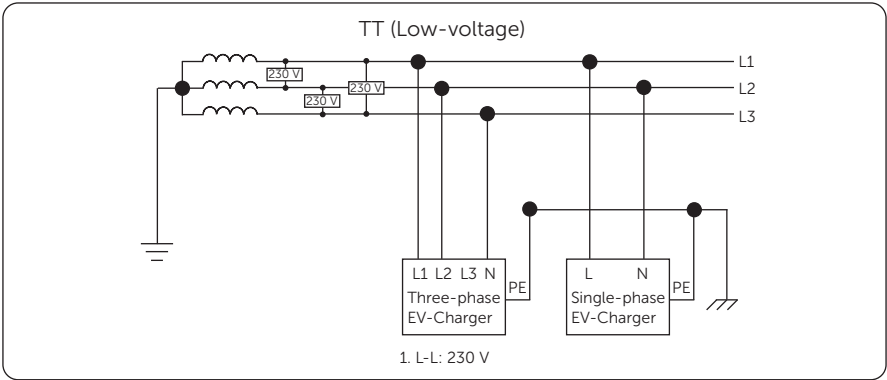 TT (Low-voltage)
L1
230 V
230 V
L2
230 V
L3
L1 L2 L3 N
PE
Three-phase
EV-Charger
L N
PE
Single-phase
EV-Charger
1. L-L: 230 V